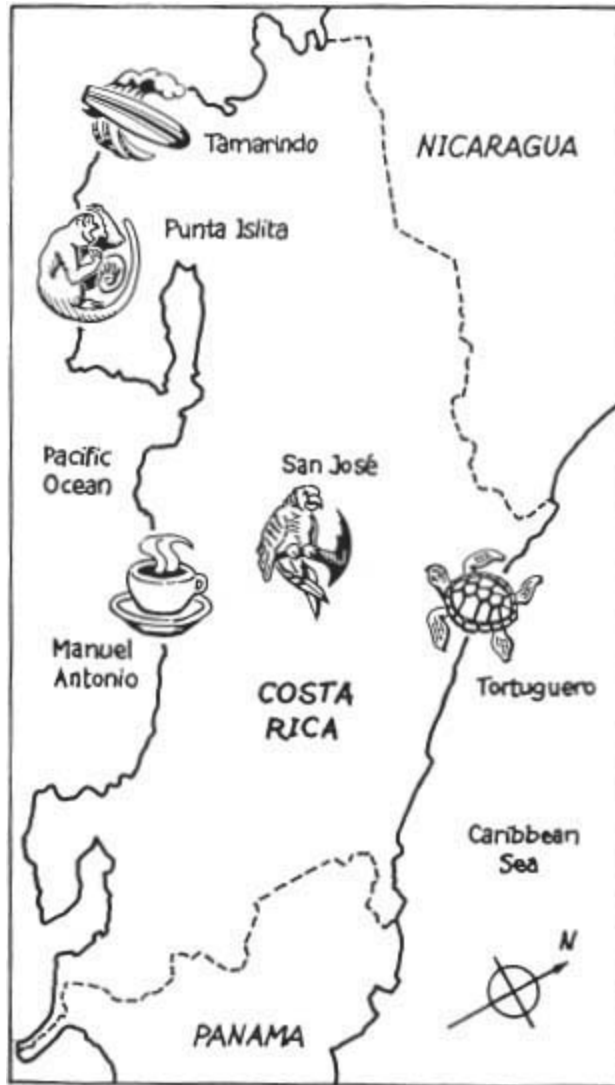 NICARAGUA
Tamarindo
Punta Islita
Pacific
Ocean
San José
Manuel
Antonio
Tortuguero
COSTA
RICA
Caribbean
Sea
N
PANAMA